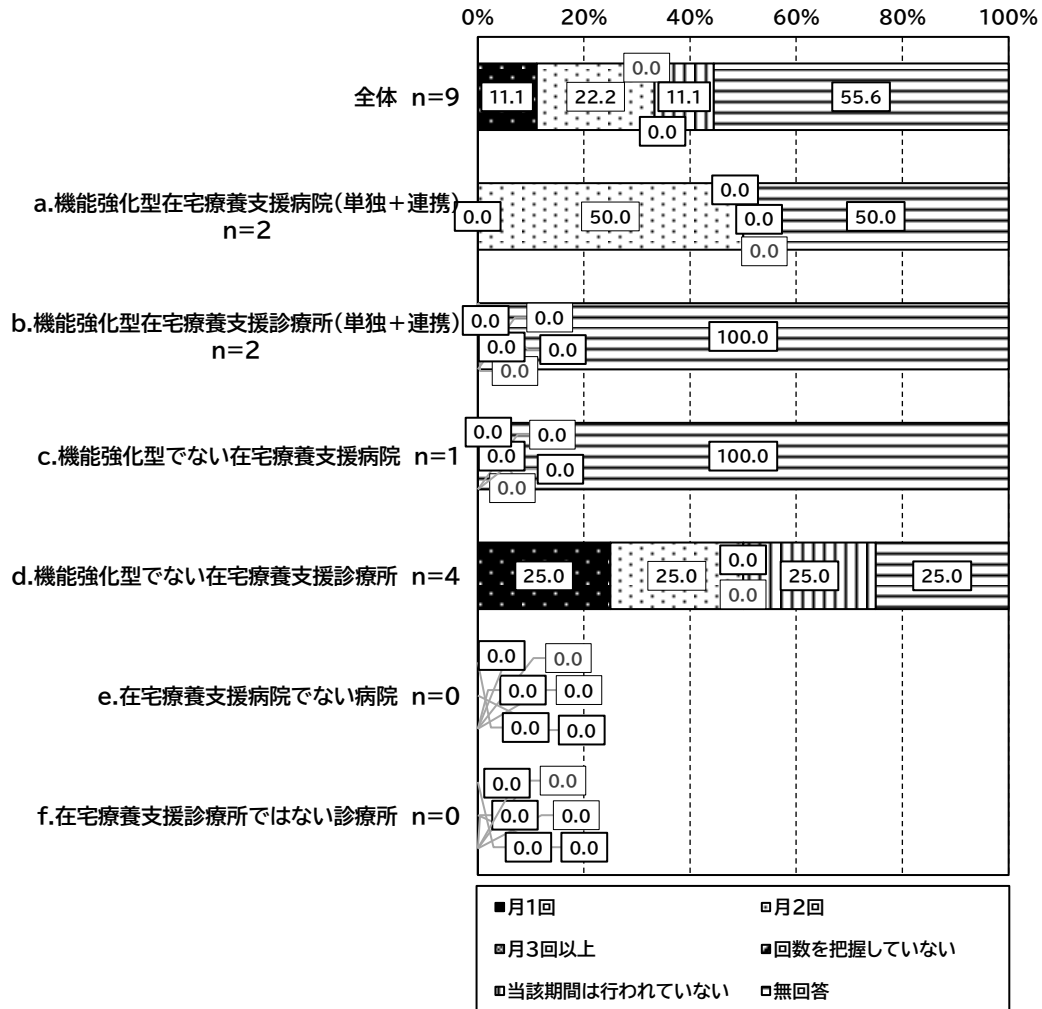 0% 20% 40% 60% 80% 100%
全体 n=9
0.0
11.1 22.2 11.1 55.6
0.0
a.機能強化型在宅療養支援病院(単独+連携)
n=2
0.0
0.0 50.0 0.0 50.0
0.0
b.機能強化型在宅療養支援診療所(単独+連携)
n=2
0.0 0.0
0.0 0.0 100.0
0.0
c.機能強化型でない在宅療養支援病院 n=1
0.0 0.0
0.0 0.0 100.0
0.0
d.機能強化型でない在宅療養支援診療所 n=4
0.0
25.0 25.0 25.0 25.0
0.0
e.在宅療養支援病院でない病院 n=0
0.0 0.0
0.0 0.0
0.0 0.0
f.在宅療養支援診療所ではない診療所 n=0
0.0 0.0
0.0 0.0
0.0 0.0
月1回 月2回
月3回以上 回数を把握していない
当該期間は行われていない 無回答